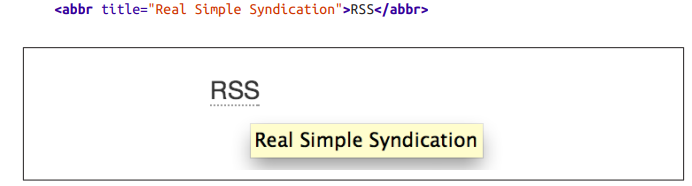 <abbr title="Real Simple Syndication">RSS</abbr>
RSS
Real Simple Syndication